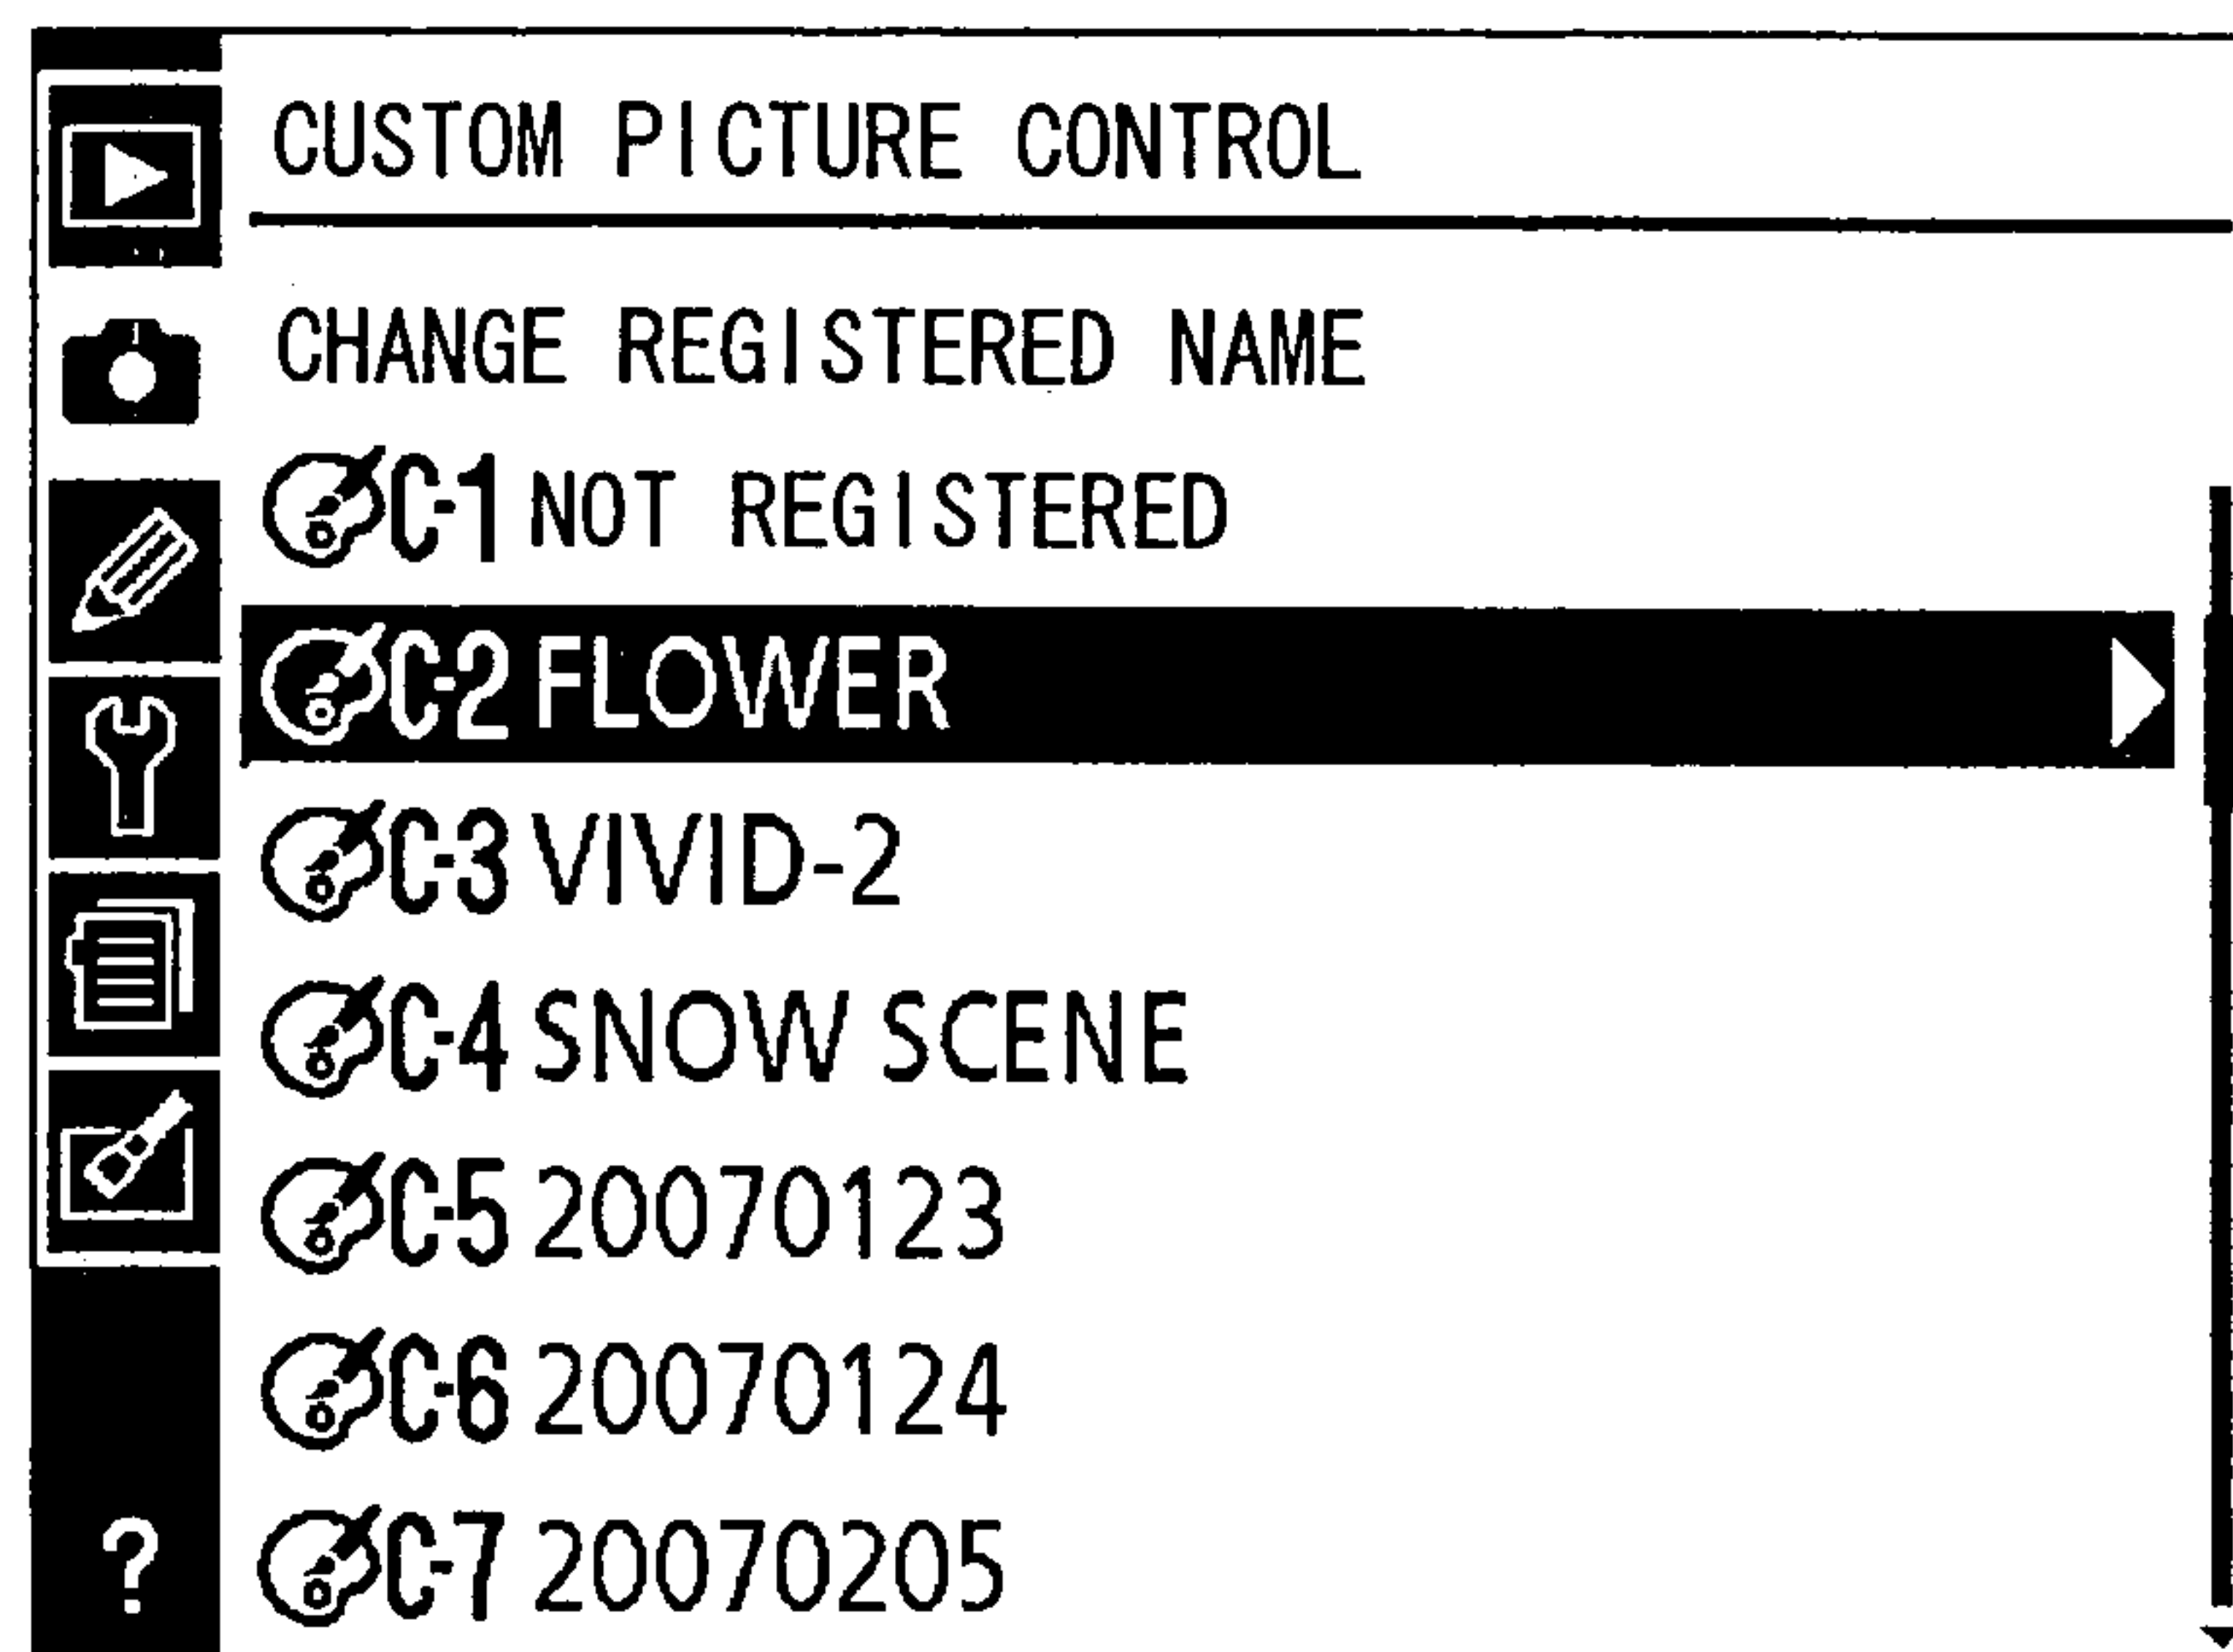 CUSTOM PICTURE CONTROL
CHANGE REGISTERED NAME
C-1 NOT REGISTERED
C-2 FLOWER
C-3 VIVID-2
C-4 SNOW SCENE
C-5 20070123
C-6 20070124
C-7 20070205
?